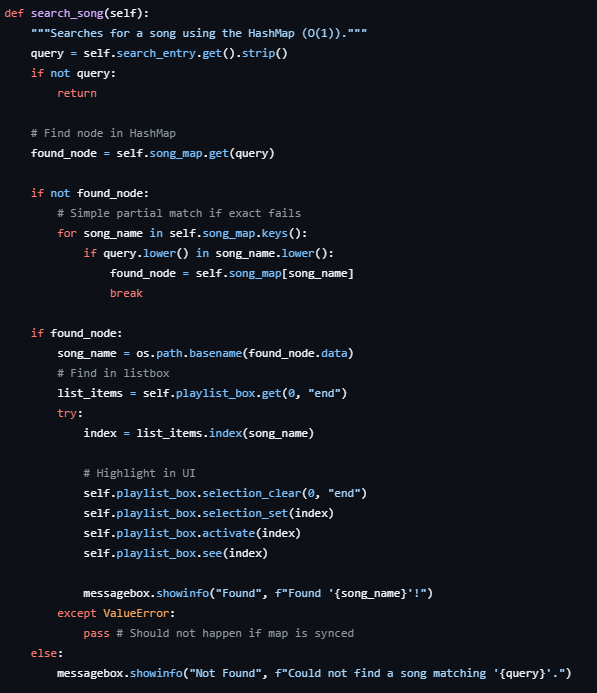 def search_song(self):
    """Searches for a song using the HashMap (O(1))."""
    query = self.search_entry.get().strip()
    if not query:
        return

    # Find node in HashMap
    found_node = self.song_map.get(query)

    if not found_node:
        # Simple partial match if exact fails
        for song_name in self.song_map.keys():
            if query.lower() in song_name.lower():
                found_node = self.song_map[song_name]
                break

    if found_node:
        song_name = os.path.basename(found_node.data)
        # Find in listbox
        list_items = self.playlist_box.get(0, "end")
        try:
            index = list_items.index(song_name)

            # Highlight in UI
            self.playlist_box.selection_clear(0, "end")
            self.playlist_box.selection_set(index)
            self.playlist_box.activate(index)
            self.playlist_box.see(index)

            messagebox.showinfo("Found", f"Found '{song_name}'!")
        except ValueError:
            pass # Should not happen if map is synced
    else:
        messagebox.showinfo("Not Found", f"Could not find a song matching '{query}'.")